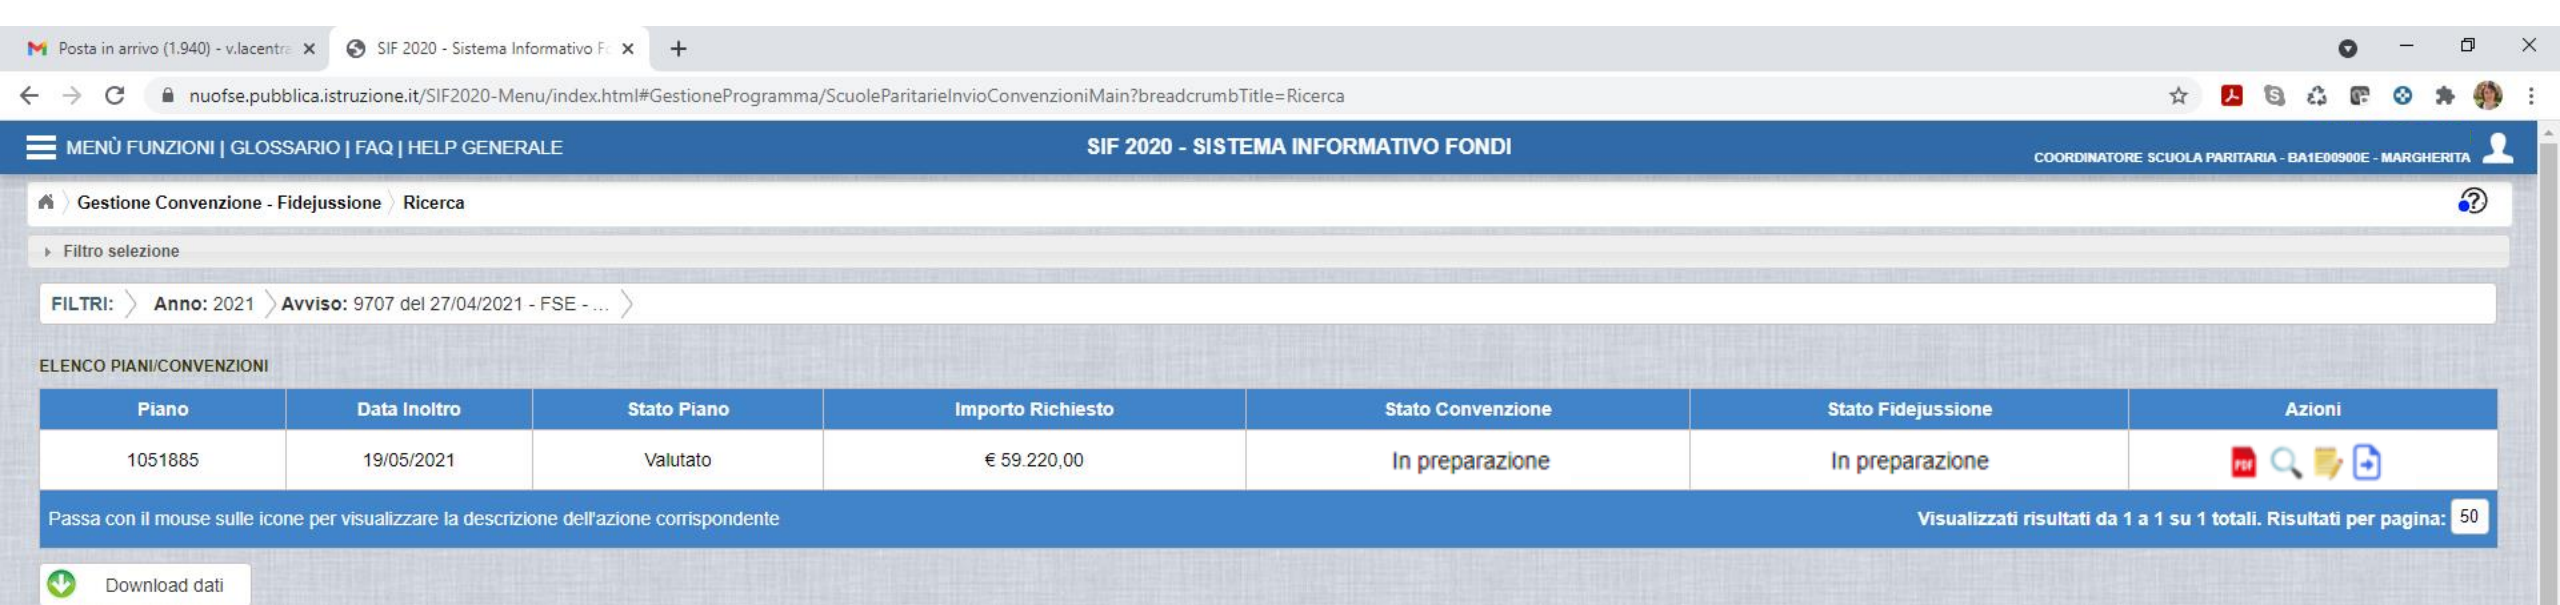 Posta in arrivo (1.940) - v.lacentra
SIF 2020 - Sistema Informativo Fo
nuofse.pubblica.istruzione.it/SIF2020-Menu/index.html#GestioneProgramma/ScuoleParitarieInvioConvenzioniMain?breadcrumbTitle=Ricerca
MENÙ FUNZIONI | GLOSSARIO | FAQ | HELP GENERALE
SIF 2020 - SISTEMA INFORMATIVO FONDI
COORDINATORE SCUOLA PARITARIA - BA1E00900E - MARGHERITA
Gestione Convenzione - Fidejussione
Ricerca
Filtro selezione
FILTRI: Anno: 2021 Avviso: 9707 del 27/04/2021 - FSE - ...
ELENCO PIANI/CONVENZIONI
Piano Data Inoltro Stato Piano Importo Richiesto Stato Convenzione Stato Fidejussione Azioni
1051885 19/05/2021 Valutato € 59.220,00 In preparazione In preparazione PDF
Passa con il mouse sulle icone per visualizzare la descrizione dell'azione corrispondente
Visualizzati risultati da 1 a 1 su 1 totali. Risultati per pagina: 50
Download dati